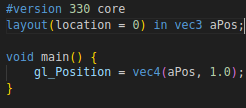 #version 330 core
layout(location = 0) in vec3 aPos;

void main() {
    gl_Position = vec4(aPos, 1.0);
}